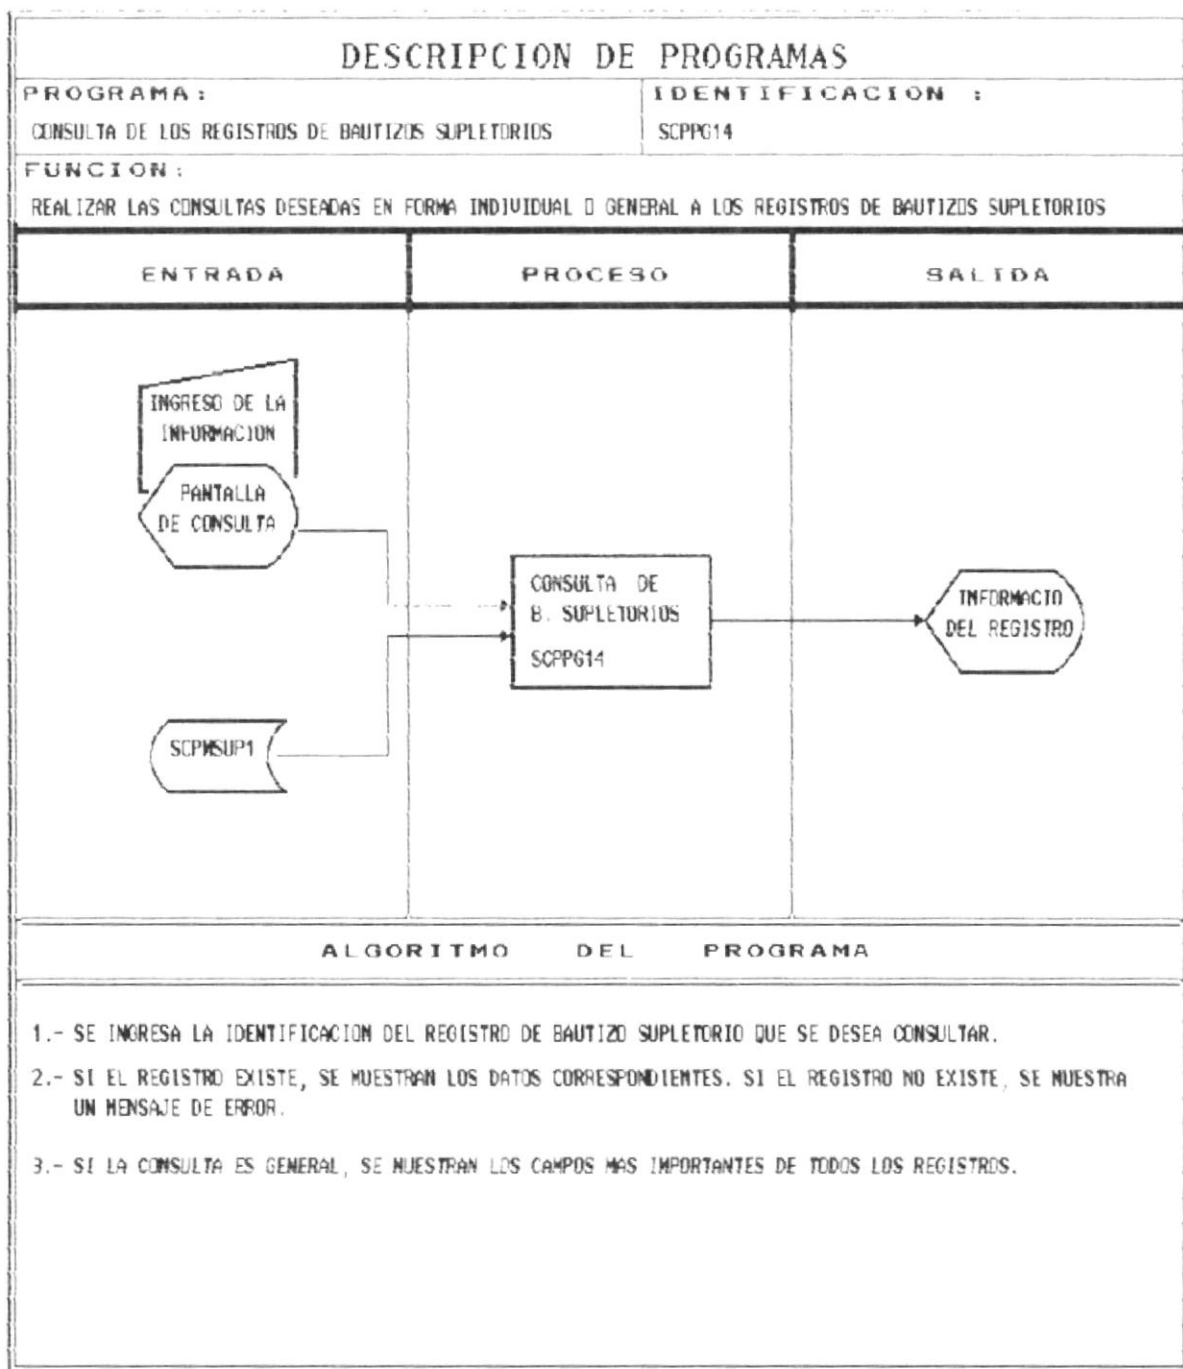 DESCRIPCION DE PROGRAMAS
PROGRAMA:
IDENTIFICACION :
CONSULTA DE LOS REGISTROS DE BAUTIZOS SUPLETORIOS
SCPPG14
FUNCION:
REALIZAR LAS CONSULTAS DESEADAS EN FORMA INDIVIDUAL O GENERAL A LOS REGISTROS DE BAUTIZOS SUPLETORIOS
ENTRADA
PROCESO
SALIDA
INGRESO DE LA
INFORMACION
PANTALLA
DE CONSULTA
CONSULTA DE
B. SUPLETORIOS
SCPPG14
INFORMACIO
DEL REGISTRO
SCPMSUP1
ALGORITMO DEL PROGRAMA
1.- SE INGRESA LA IDENTIFICACION DEL REGISTRO DE BAUTIZO SUPLETORIO QUE SE DESEA CONSULTAR.
2.- SI EL REGISTRO EXISTE, SE MUESTRAN LOS DATOS CORRESPONDIENTES. SI EL REGISTRO NO EXISTE, SE MUESTRA
UN MENSAJE DE ERROR.
3.- SI LA CONSULTA ES GENERAL, SE MUESTRAN LOS CAMPOS MAS IMPORTANTES DE TODOS LOS REGISTROS.